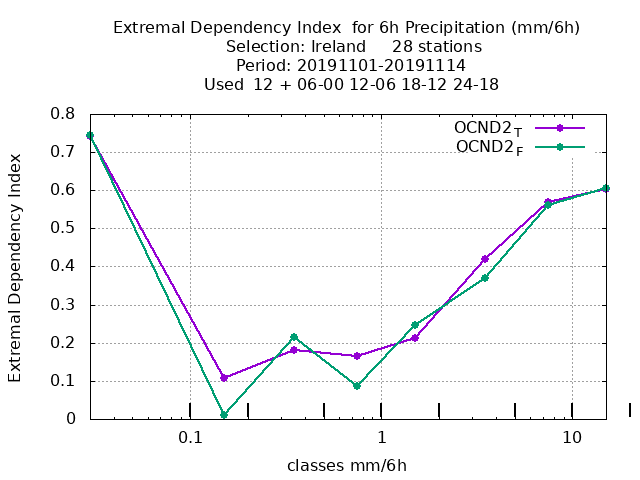 Extremal Dependency Index  for 6h Precipitation (mm/6h)
Selection: Ireland     28 stations
Period: 20191101-20191114
Used  12 + 06-00 12-06 18-12 24-18
OCND2T
OCND2F
Extremal Dependency Index
0.8
0.7
0.6
0.5
0.4
0.3
0.2
0.1
0
0.1 1 10
classes mm/6h